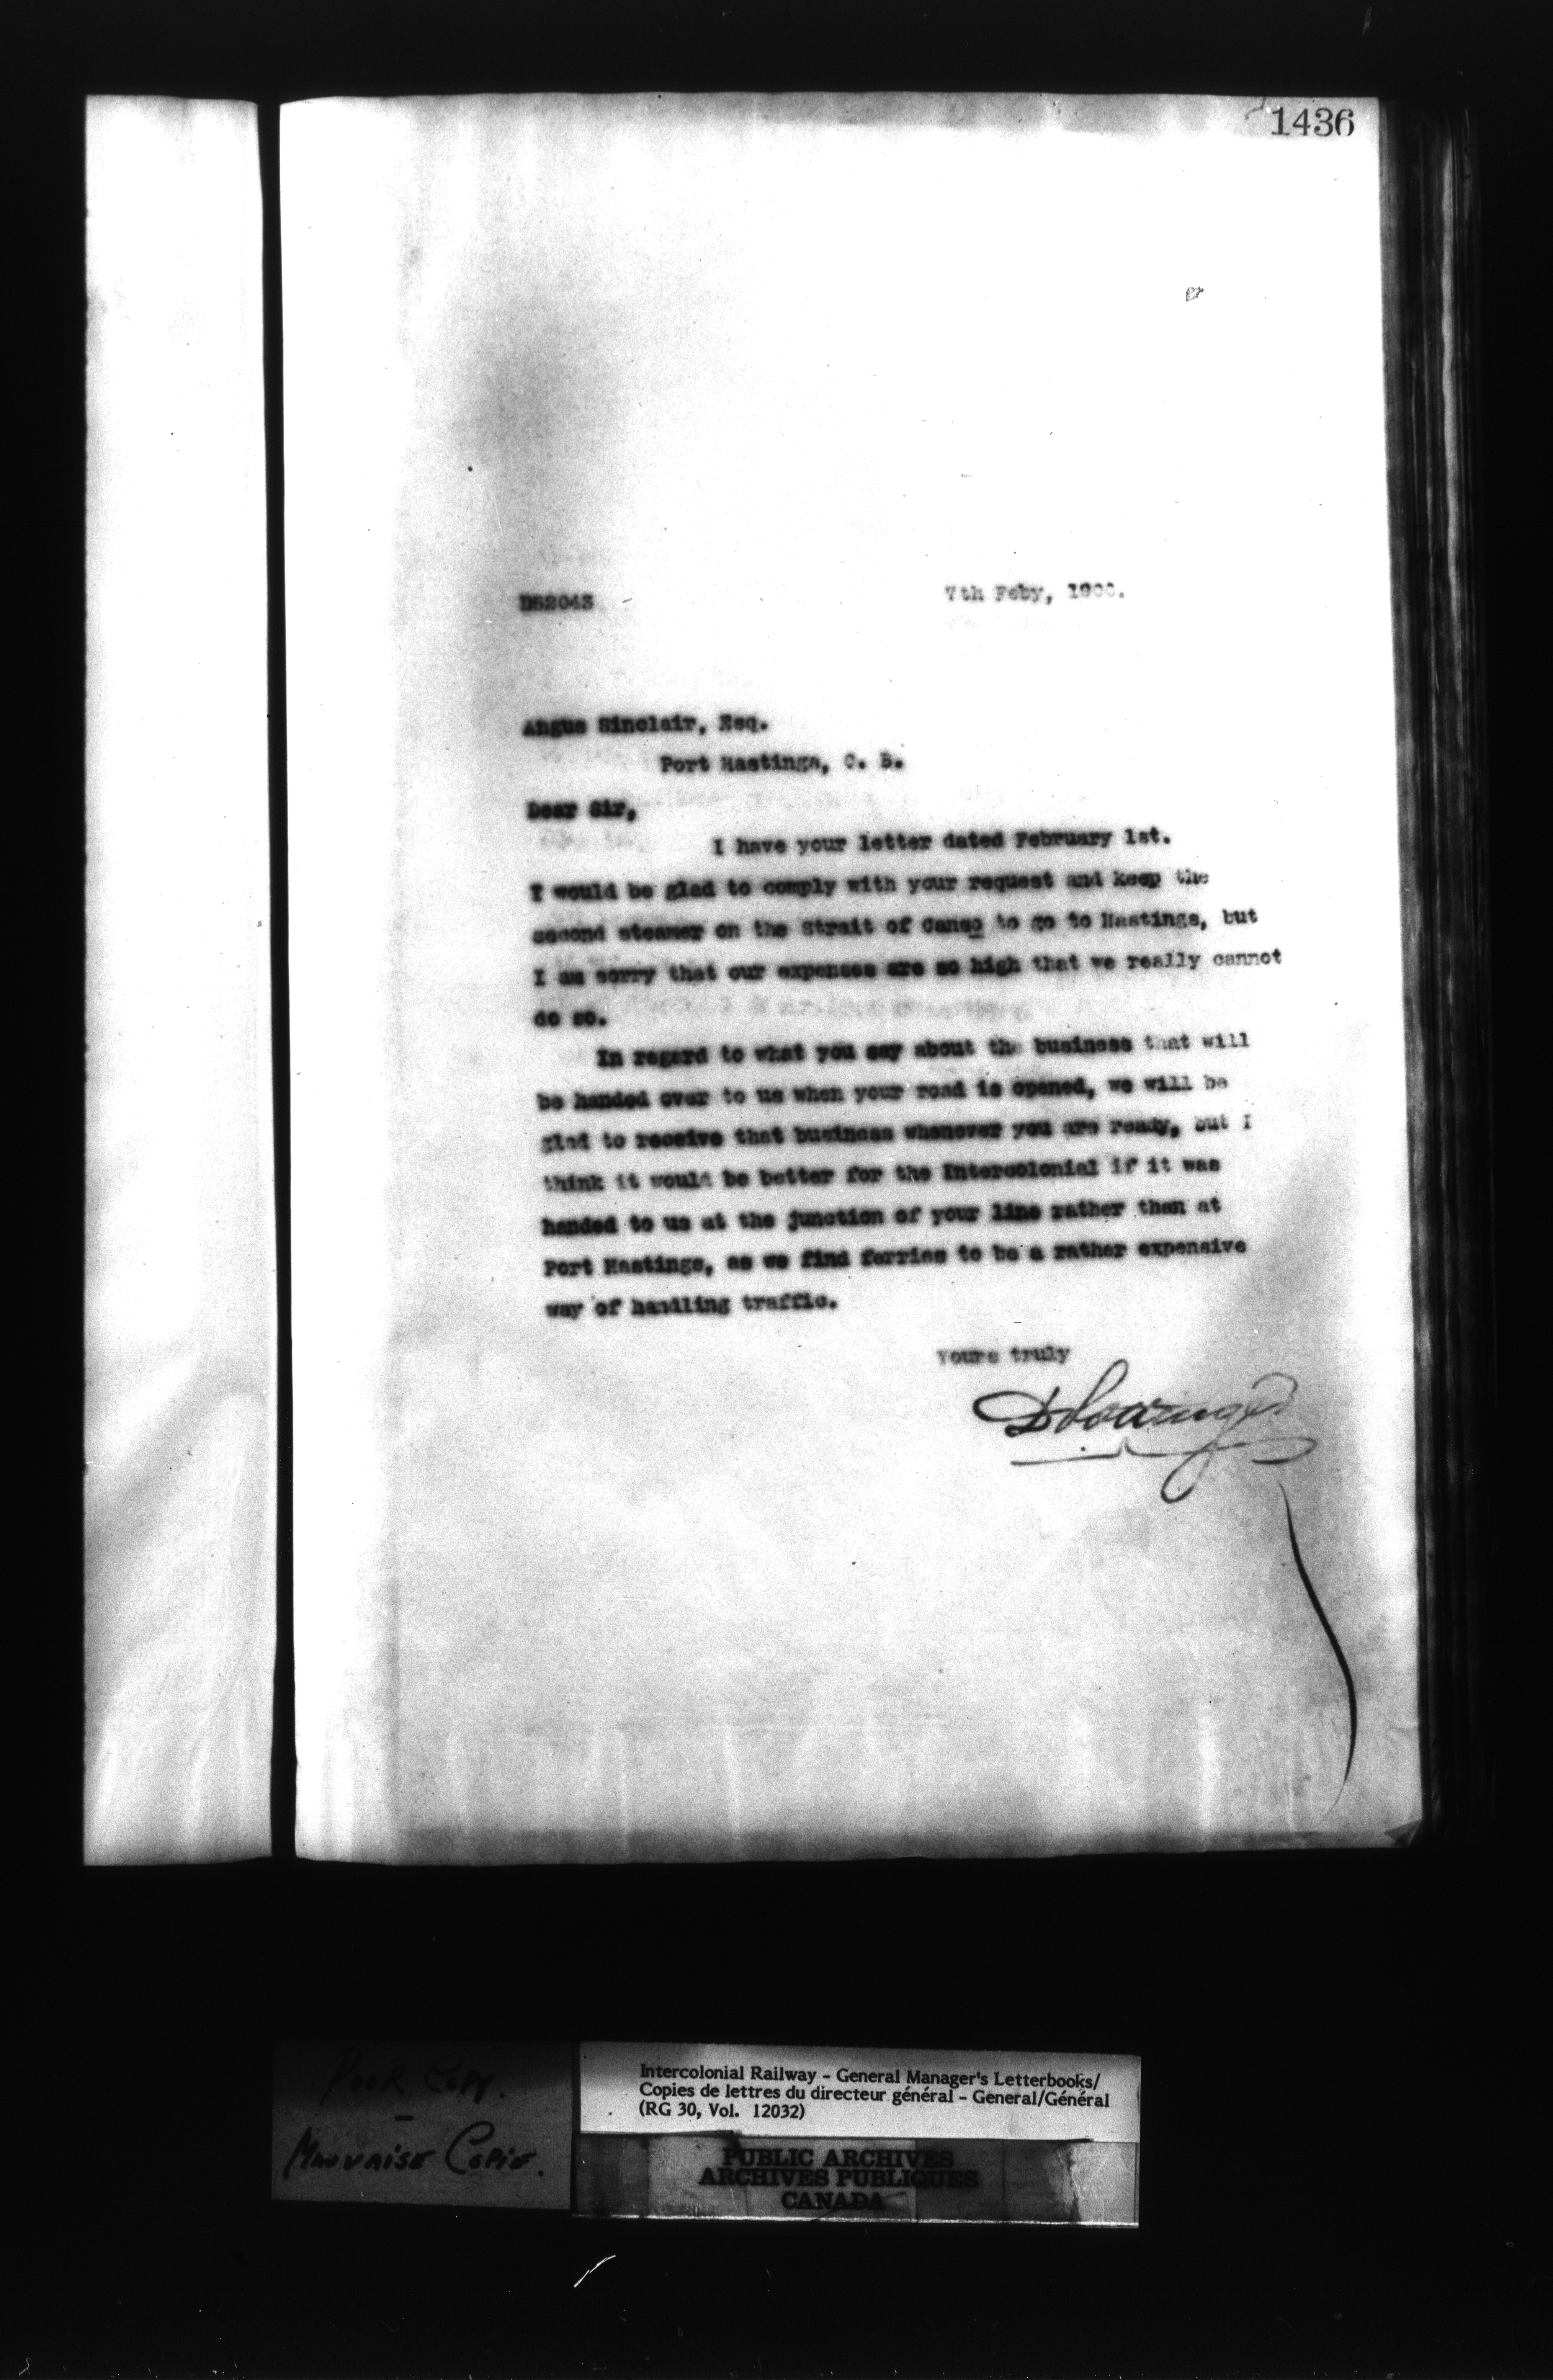 1436
D52043
7th Feby, 1900.
Angus Sinclair, Esq.
Port Hastings, C. B.
Dear Sir,
I have your letter dated February 1st.
I would be glad to comply with your request and keep the
second steamer on the Strait of Canso to go to Hastings, but
I am sorry that our expenses are so high that we really cannot
do so.
In regard to what you say about the business that will
be handed over to us when your road is opened, we will be
glad to receive that business whenever you are ready, but I
think it would be better for the Intercolonial if it was
handed to us at the junction of your line rather than at
Port Hastings, as we find ferries to be a rather expensive
way of handling traffic.
Yours truly
POOR COPY.
MAUVAISE COPIE.
Intercolonial Railway - General Manager's Letterbooks/
Copies de lettres du directeur général - General/Général
(RG 30, Vol. 12032)
PUBLIC ARCHIVES
ARCHIVES PUBLIQUES
CANADA